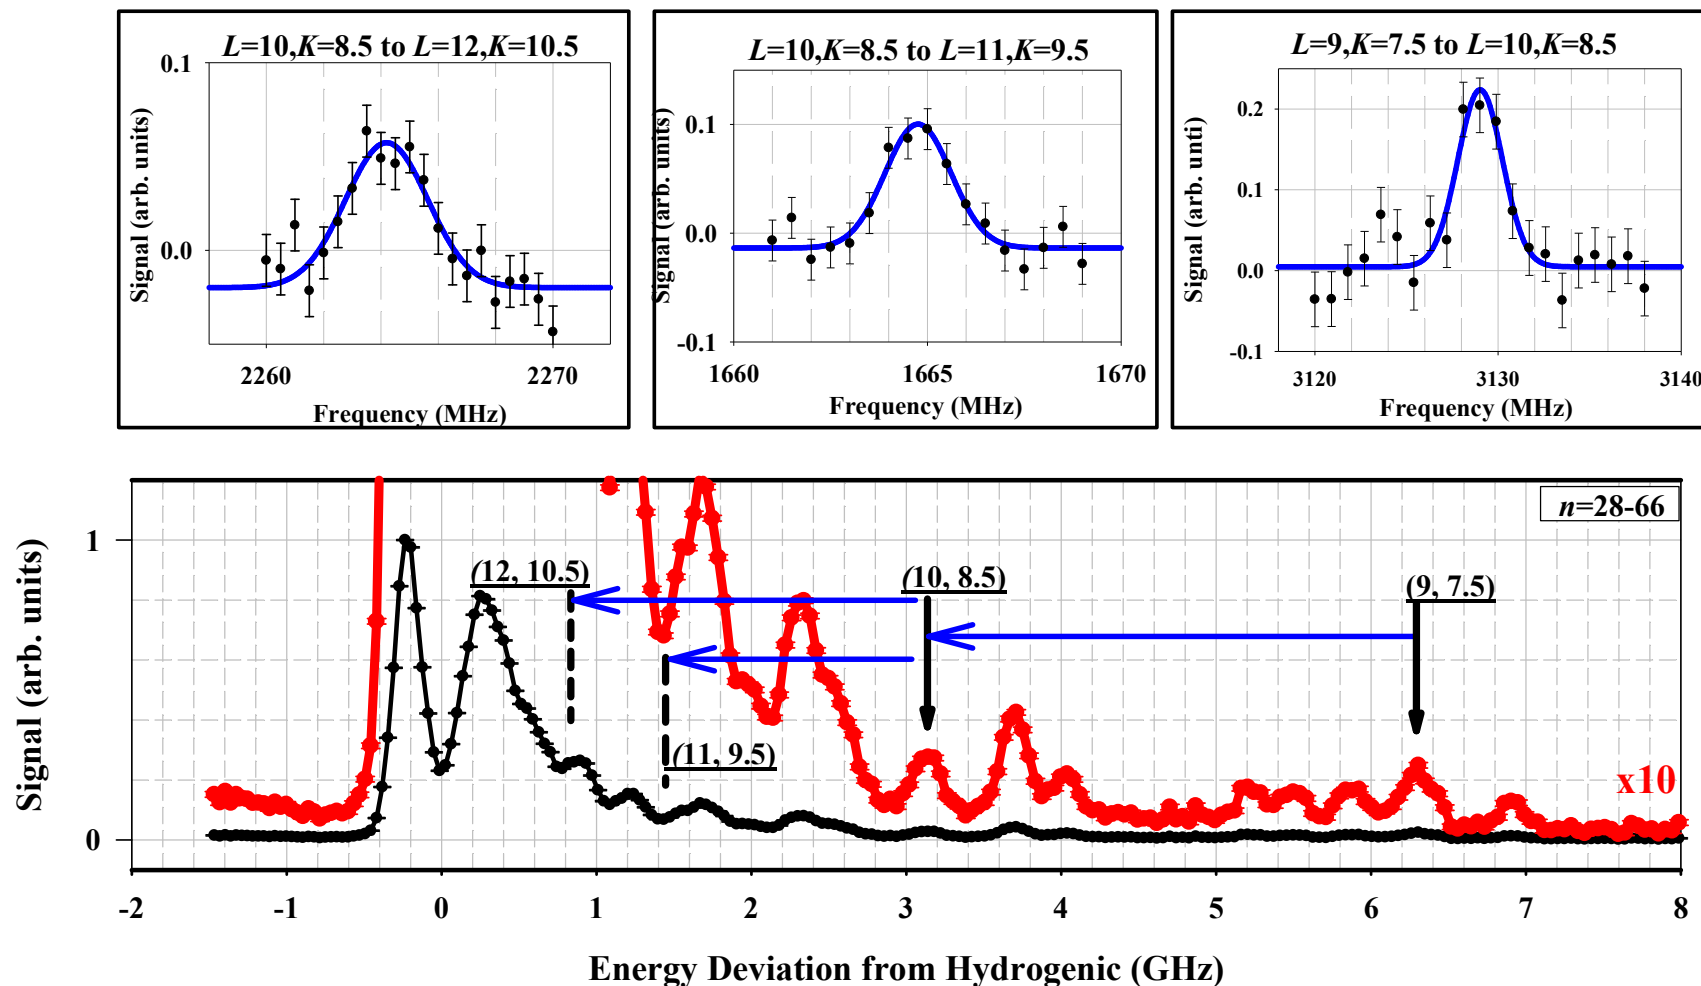 L=10,K=8.5 to L=12,K=10.5
Signal (arb. units)
0.1
0.0
2260
2270
Frequency (MHz)
L=10,K=8.5 to L=11,K=9.5
Signal (arb. units)
0.1
0.0
-0.1
1660
1665
1670
Frequency (MHz)
L=9,K=7.5 to L=10,K=8.5
Signal (arb. uniti)
0.2
0.1
0.0
-0.1
3120
3130
3140
Frequency (MHz)
Signal (arb. units)
1
0
n=28-66
(12, 10.5)
(10, 8.5)
(9, 7.5)
(11, 9.5)
x10
-2
-1
0
1
2
3
4
5
6
7
8
Energy Deviation from Hydrogenic (GHz)